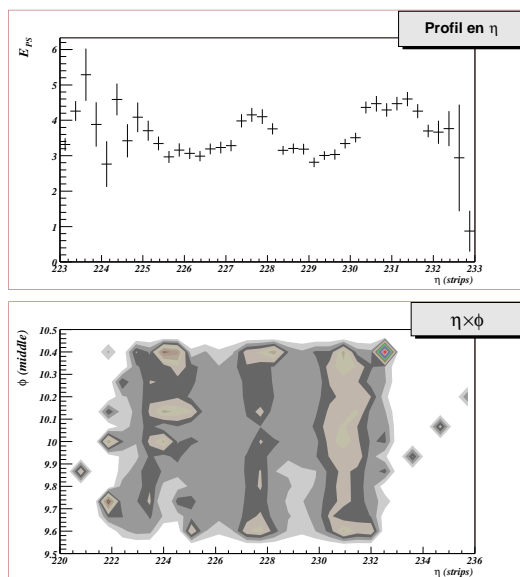 Profil en η
E_PS
6
5
4
3
2
1
0
223 224 225 226 227 228 229 230 231 232 233
η (strips)
η×ϕ
ϕ (middle)
10.5
10.4
10.3
10.2
10.1
10
9.9
9.8
9.7
9.6
9.5
220 222 224 226 228 230 232 234 236
η (strips)